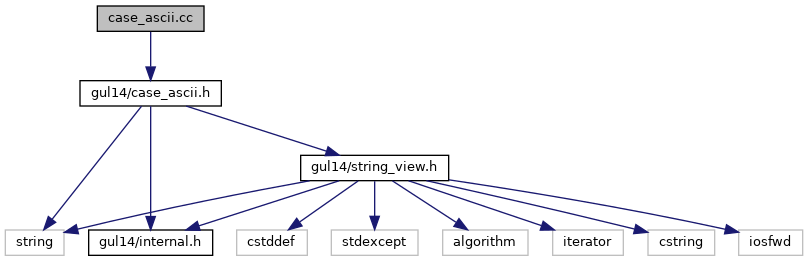 case_ascii.cc
gul14/case_ascii.h
gul14/string_view.h
string
gul14/internal.h
cstddef
stdexcept
algorithm
iterator
cstring
iosfwd